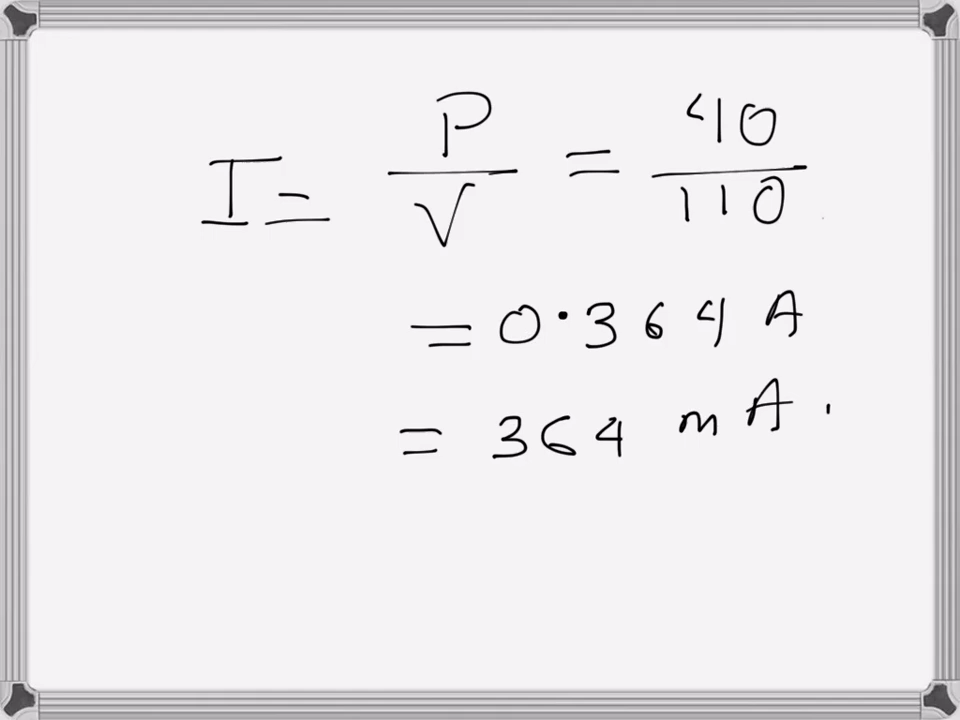 I = P/V = 40/110
= 0.364 A
= 364 mA.